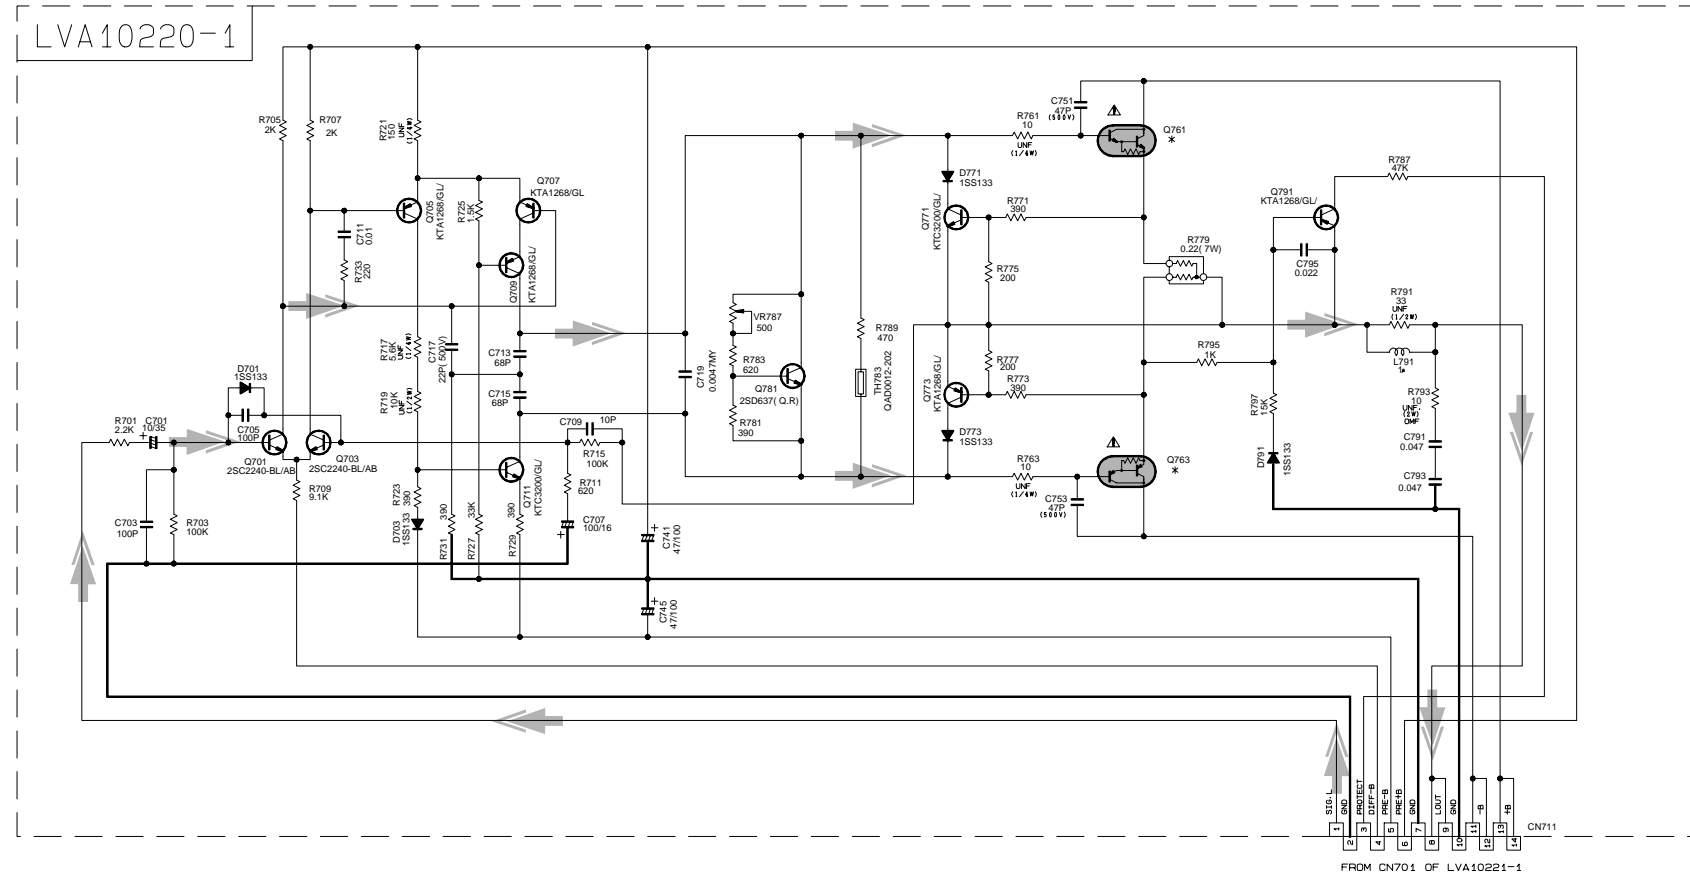 LVA10220-1
R705
2K
R707
2K
R721
150
UNF
(1/4W)
Q705
KTA1268/GL/
R725
1.5K
Q707
KTA1268/GL
C711
0.01
R733
220
Q709
KTA1268/GL/
R717
5.6K
UNF
(1/4W)
C717
22P(500V)
C713
68P
R719
10K
UNF
(1/2W)
C715
68P
D701
1SS133
R701
2.2K
C701
10/35
+
C705
100P
Q701
2SC2240-BL/AB
Q703
2SC2240-BL/AB
R709
9.1K
C703
100P
R703
100K
R723
390
D703
1SS133
390
R731
33K
R727
390
R729
Q711
KTC3200/GL/
C709
10P
R715
100K
R711
620
C707
100/16
+
+
C741
47/100
+
C745
47/100
C719
0.0047MY
VR787
500
R783
620
Q781
2SD637(Q.R)
R781
390
R789
470
TH783
QAD0012-202
D771
1SS133
Q771
KTC3200/GL/
R771
390
R775
200
R777
200
R773
390
Q773
KTA1268/GL/
D773
1SS133
R761
10
UNF
(1/4W)
R763
10
UNF
(1/4W)
C751
47P
(500V)
C753
47P
(500V)
Q761
*
Q763
*
R779
0.22(7W)
R795
1K
R797
15K
D791
1SS133
Q791
KTA1268/GL/
C795
0.022
R787
47K
R791
33
UNF
(1/2W)
L791
R793
10
UNF.
(2W)
OMF
C791
0.047
C793
0.047
SIG.L
GND
PROTECT
DIFF-B
PRE-B
PRE+B
GND
LOUT
GND
-B
+B
1
2
3
4
5
6
7
8
9
10
11
12
13
14
CN711
FROM CN701 OF LVA10221-1